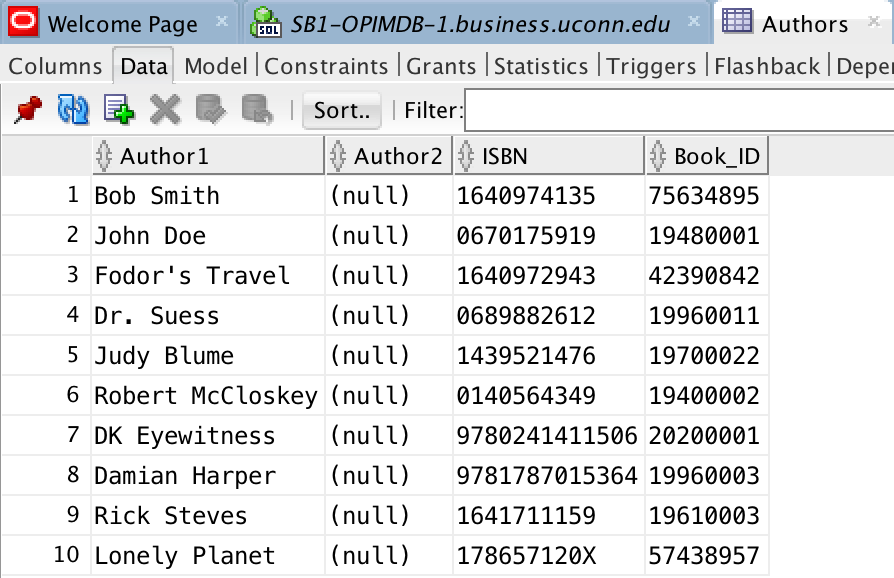 Welcome Page SB1-OPIMDB-1.business.uconn.edu Authors
Columns Data Model Constraints Grants Statistics Triggers Flashback Depe
Sort.. Filter:
Author1 Author2 ISBN Book_ID
1 Bob Smith (null) 1640974135 75634895
2 John Doe (null) 0670175919 19480001
3 Fodor's Travel (null) 1640972943 42390842
4 Dr. Suess (null) 0689882612 19960011
5 Judy Blume (null) 1439521476 19700022
6 Robert McCloskey (null) 0140564349 19400002
7 DK Eyewitness (null) 9780241411506 20200001
8 Damian Harper (null) 9781787015364 19960003
9 Rick Steves (null) 1641711159 19610003
10 Lonely Planet (null) 178657120X 57438957